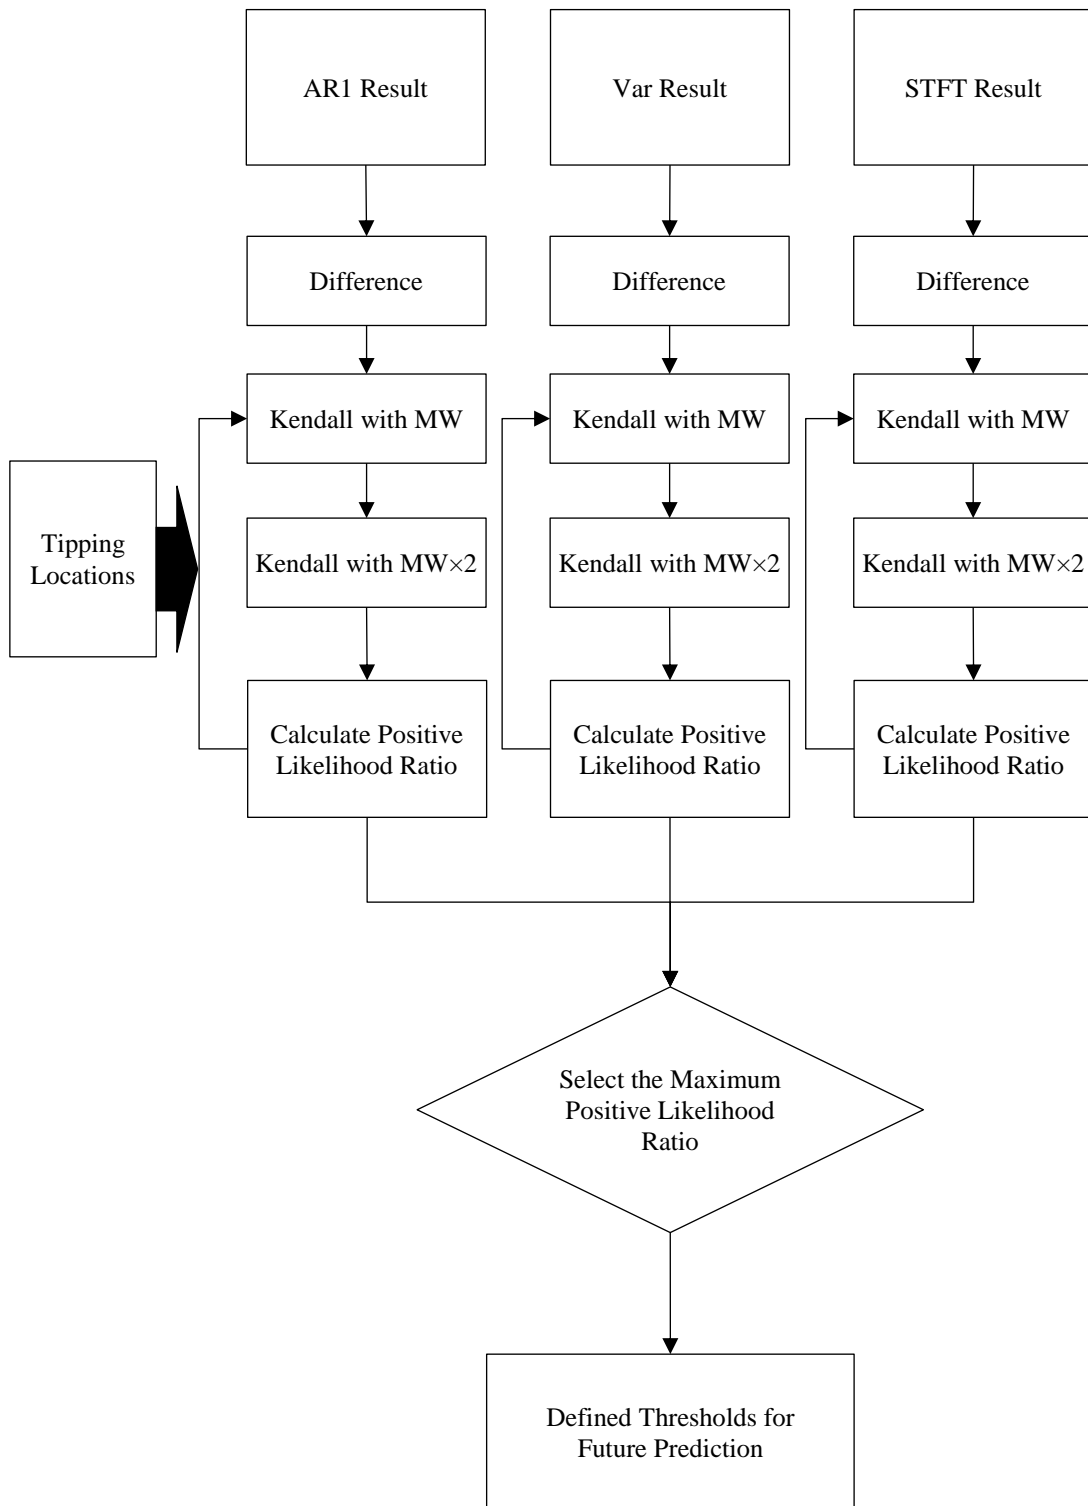 AR1 Result
Var Result
STFT Result
Difference
Difference
Difference
Kendall with MW
Kendall with MW
Kendall with MW
Tipping
Locations
Kendall with MW×2
Kendall with MW×2
Kendall with MW×2
Calculate Positive
Likelihood Ratio
Calculate Positive
Likelihood Ratio
Calculate Positive
Likelihood Ratio
Select the Maximum
Positive Likelihood
Ratio
Defined Thresholds for
Future Prediction